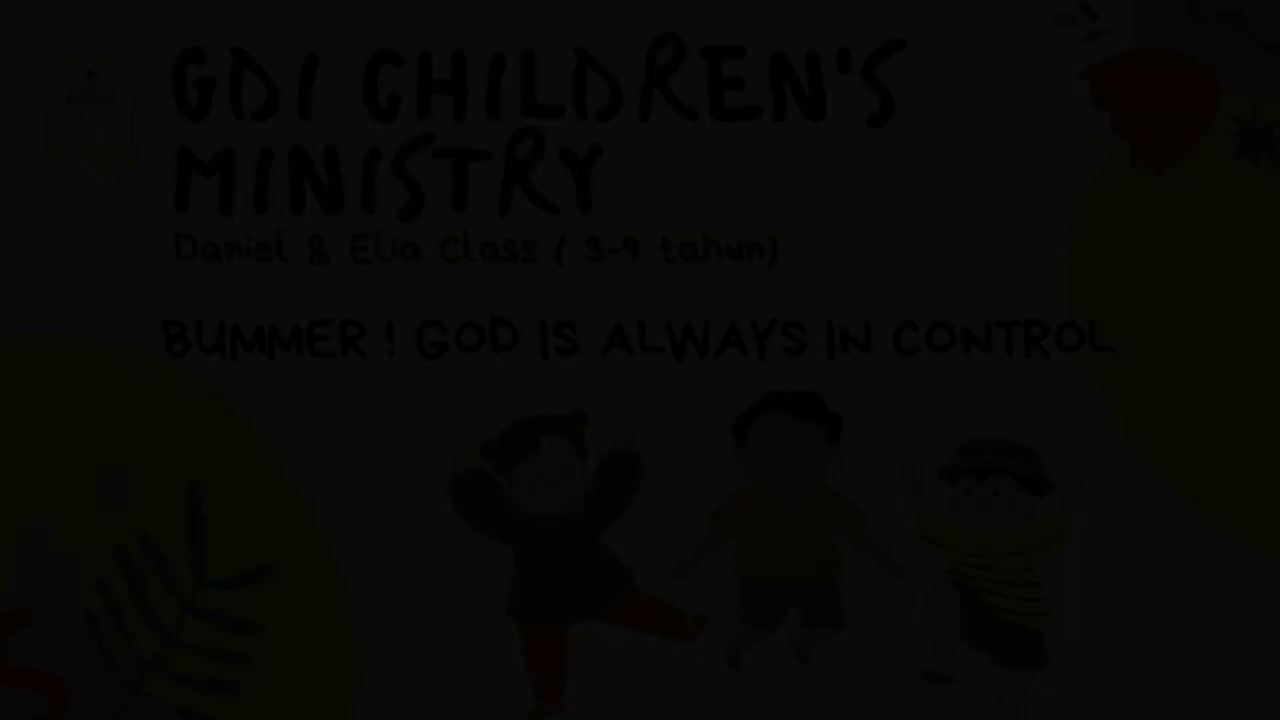 GDI CHILDREN'S
MINISTRY
Daniel & Elia Class ( 3-9 tahun)
BUMMER ! GOD IS ALWAYS IN CONTROL